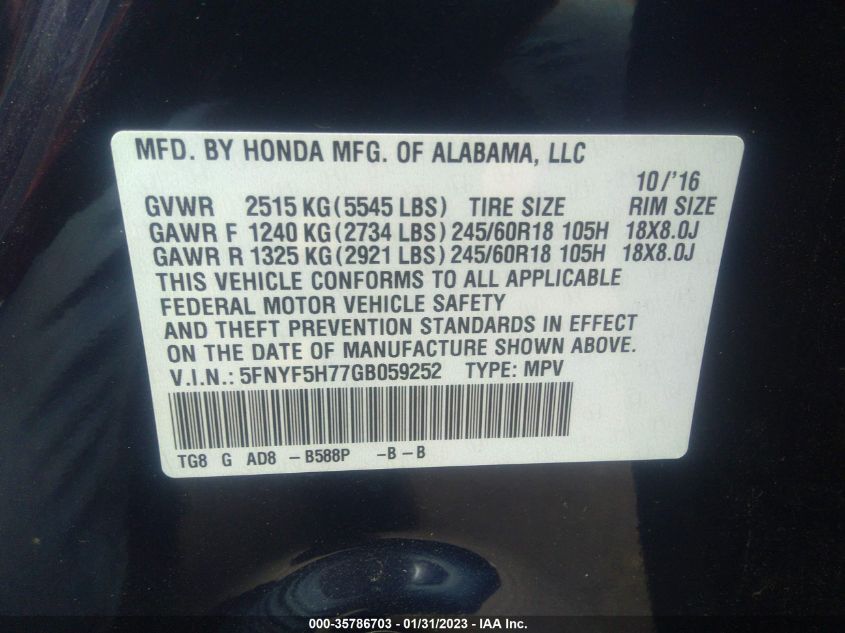 MFD. BY HONDA MFG. OF ALABAMA, LLC
10/'16
GVWR 2515 KG(5545 LBS) TIRE SIZE RIM SIZE
GAWR F 1240 KG(2734 LBS) 245/60R18 105H 18X8.0J
GAWR R 1325 KG(2921 LBS) 245/60R18 105H 18X8.0J
THIS VEHICLE CONFORMS TO ALL APPLICABLE
FEDERAL MOTOR VEHICLE SAFETY
AND THEFT PREVENTION STANDARDS IN EFFECT
ON THE DATE OF MANUFACTURE SHOWN ABOVE.
V.I.N.: 5FNYF5H77GB059252 TYPE: MPV
TG8 G AD8 -B588P -B-B
000-35786703 - 01/31/2023 - IAA Inc.